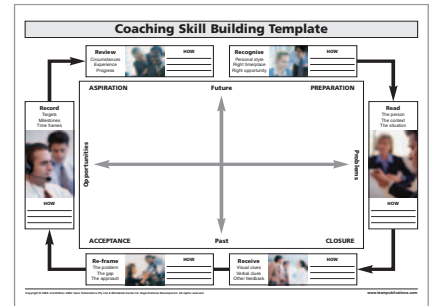 Coaching Skill Building Template
Review
Circumstances
Experience
Progress
HOW
Recognise
Personal style
Right time/place
Right opportunity
HOW
ASPIRATION
Future
PREPARATION
Record
Targets
Milestones
Time frames
HOW
Opportunities
Problems
Read
The person
The context
The situation
HOW
ACCEPTANCE
Past
CLOSURE
Re-frame
The problem
The gap
The approach
HOW
Receive
Visual clues
Verbal clues
Other feedback
HOW
www.teampublications.com